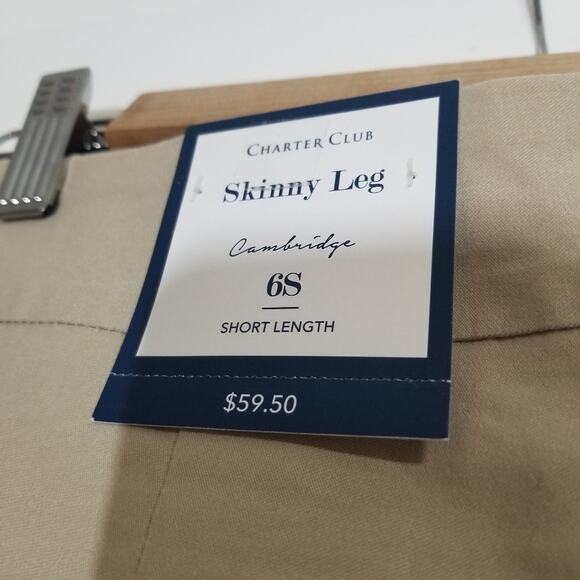 CHARTER CLUB
Skinny Leg
Cambridge
6S
SHORT LENGTH
$59.50